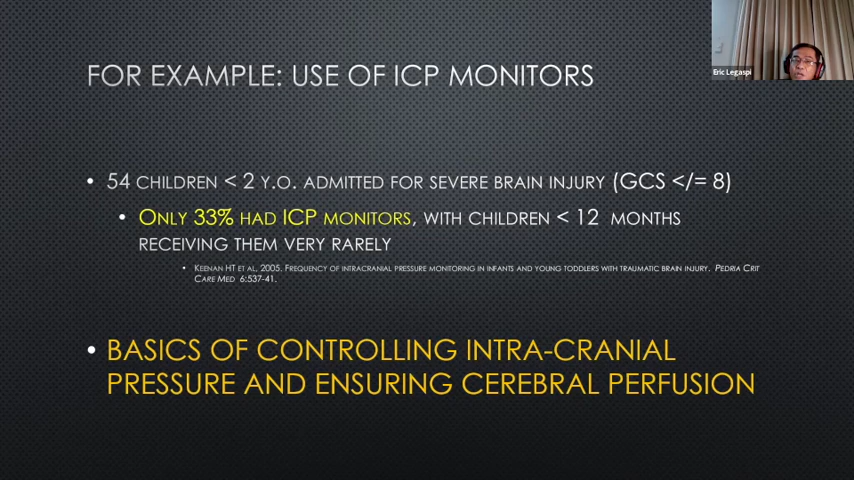 FOR EXAMPLE: USE OF ICP MONITORS
Eric Legaspi
• 54 CHILDREN < 2 Y.O. ADMITTED FOR SEVERE BRAIN INJURY (GCS </= 8)
• ONLY 33% HAD ICP MONITORS, WITH CHILDREN < 12 MONTHS
RECEIVING THEM VERY RARELY
• KEENAN HT ET AL, 2005. FREQUENCY OF INTRACRANIAL PRESSURE MONITORING IN INFANTS AND YOUNG TODDLERS WITH TRAUMATIC BRAIN INJURY. PEDRIA CRIT
CARE MED 6:537-41.
• BASICS OF CONTROLLING INTRA-CRANIAL
PRESSURE AND ENSURING CEREBRAL PERFUSION